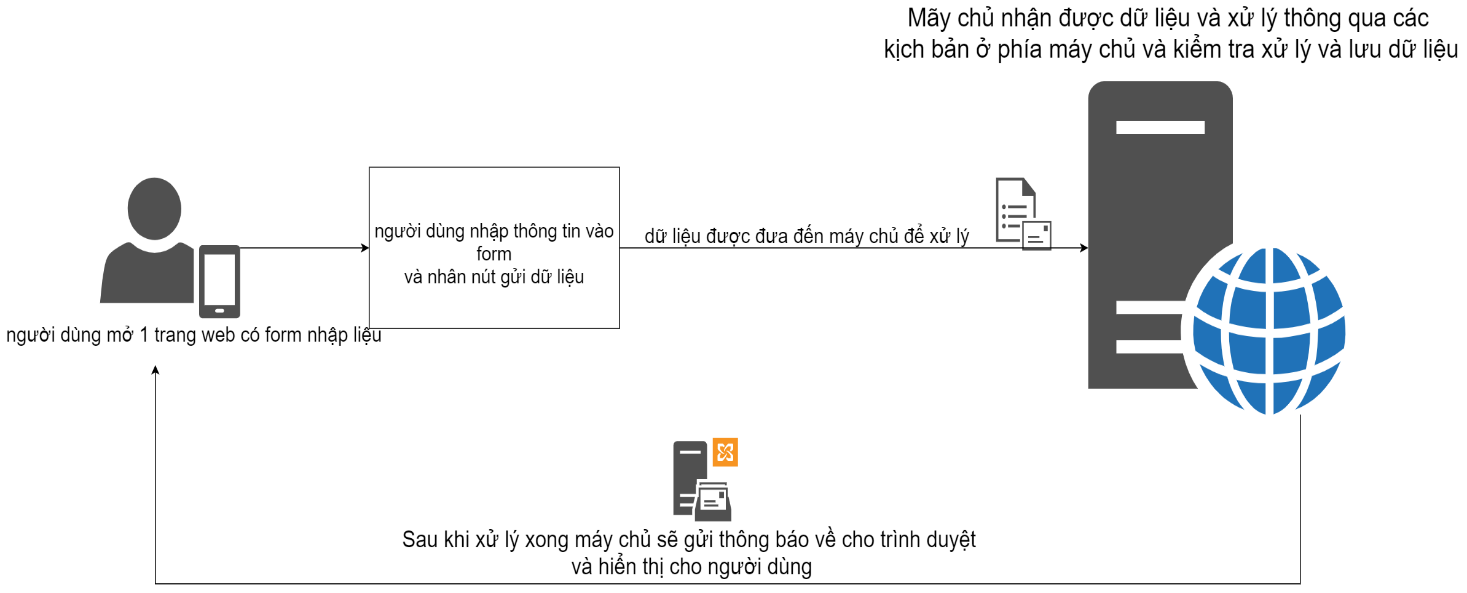 Mãy chủ nhận được dữ liệu và xử lý thông qua các
kịch bản ở phía máy chủ và kiểm tra xử lý và lưu dữ liệu
người dùng nhập thông tin vào
form
và nhân nút gửi dữ liệu
dữ liệu được đưa đến máy chủ để xử lý
người dùng mở 1 trang web có form nhập liệu
Sau khi xử lý xong máy chủ sẽ gửi thông báo về cho trình duyệt
và hiển thị cho người dùng